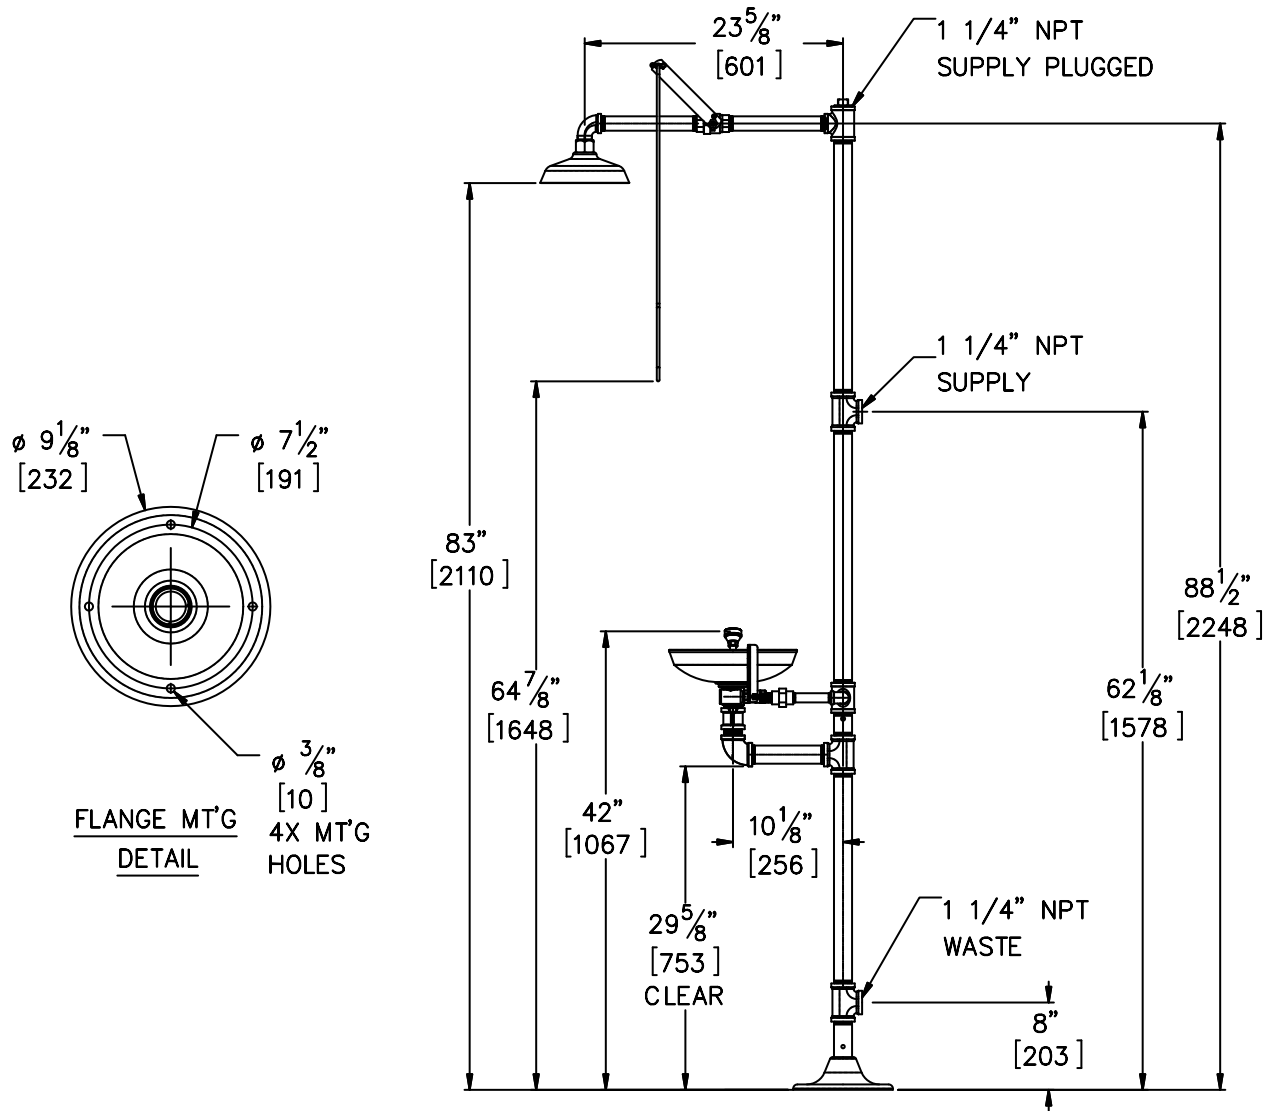 23 5/8"
[601]
1 1/4" NPT
SUPPLY PLUGGED
1 1/4" NPT
SUPPLY
ø 9 1/8"
[232]
ø 7 1/2"
[191]
83"
[2110]
88 1/2"
[2248]
64 7/8"
[1648]
62 1/8"
[1578]
ø 3/8"
[10]
4X MT'G
HOLES
FLANGE MT'G
DETAIL
42"
[1067]
10 1/8"
[256]
29 5/8"
[753]
CLEAR
1 1/4" NPT
WASTE
8"
[203]